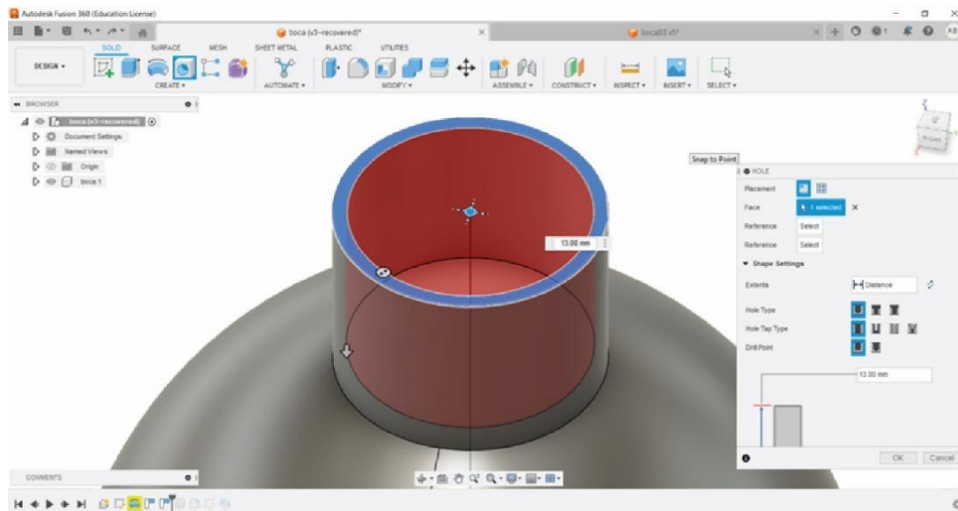 Autodesk Fusion 360 (Education License)
boca (v3-recovered)*
boca03 v5*
1
AB
SOLID SURFACE MESH SHEET METAL PLASTIC UTILITIES
DESIGN
CREATE AUTOMATE MODIFY ASSEMBLE CONSTRUCT INSPECT INSERT SELECT
BROWSER
boca (v3-recovered)
Document Settings
Named Views
Origin
boca:1
Snap to Point
13.00 mm
HOLE
Placement
Face 1 selected
Reference Select
Reference Select
Shape Settings
Extents Distance
Hole Type
Hole Tap Type
Drill Point
13.00 mm
OK Cancel
COMMENTS